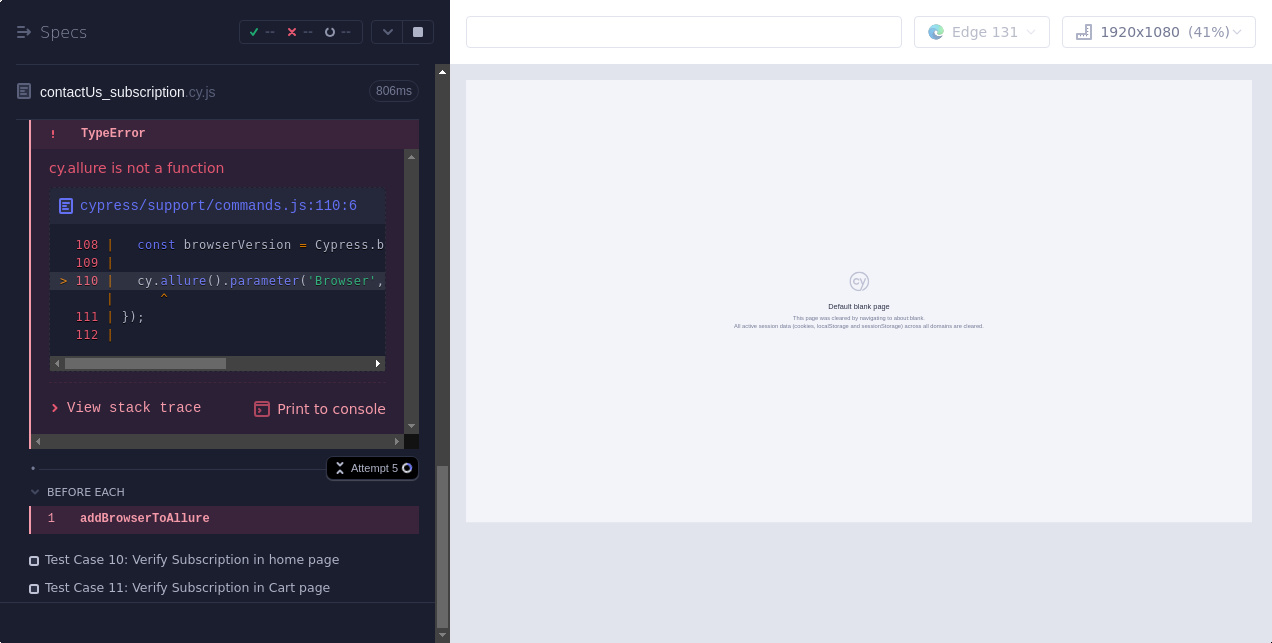 Specs
--
--
--
Edge 131
1920x1080 (41%)
contactUs_subscription.cy.js
806ms
! TypeError
cy.allure is not a function
cypress/support/commands.js:110:6
108 | const browserVersion = Cypress.b
109 |
> 110 | cy.allure().parameter('Browser',
| ^
111 | });
112 |
View stack trace
Print to console
Attempt 5
BEFORE EACH
1 addBrowserToAllure
Test Case 10: Verify Subscription in home page
Test Case 11: Verify Subscription in Cart page
cy
Default blank page
This page was cleared by navigating to about:blank.
All active session data (cookies, localStorage and sessionStorage) across all domains are cleared.